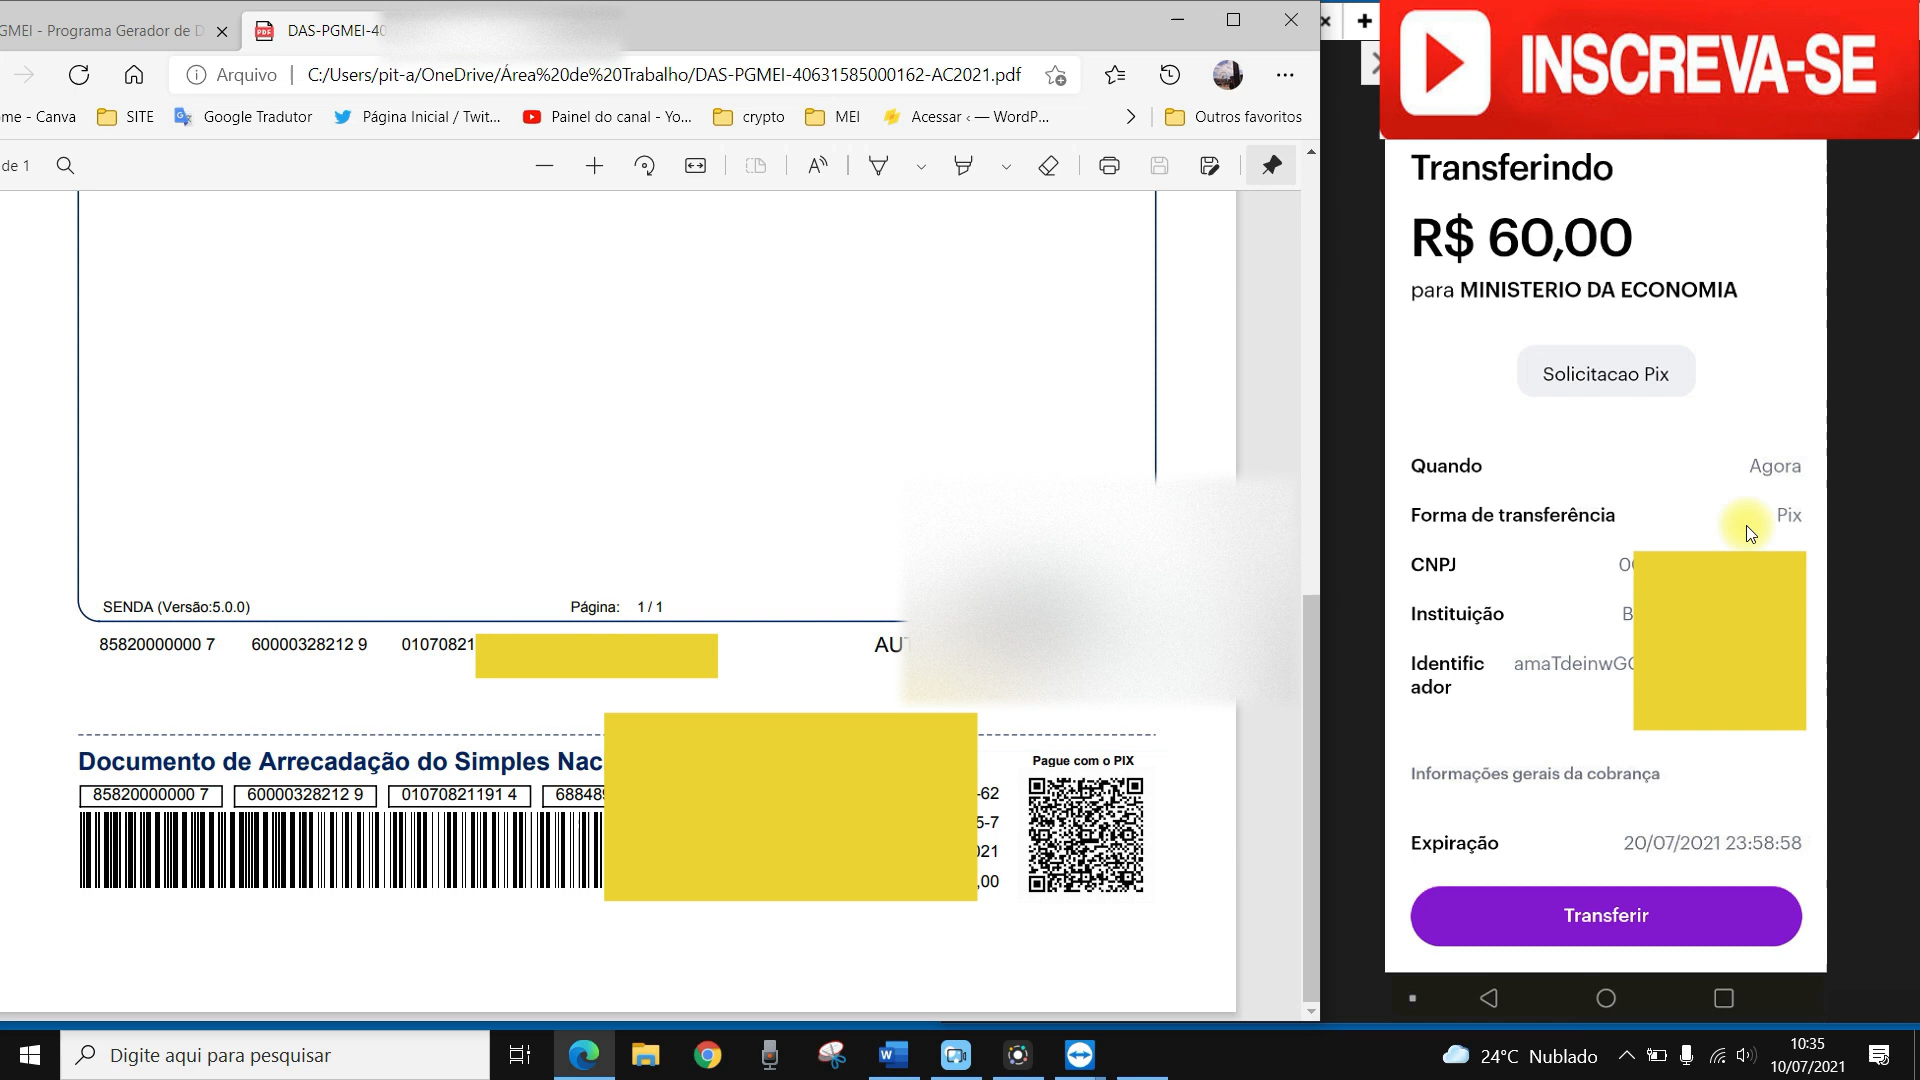 GMEI - Programa Gerador de D
DAS-PGMEI-40
Arquivo
C:/Users/pit-a/OneDrive/Área%20de%20Trabalho/DAS-PGMEI-40631585000162-AC2021.pdf
me - Canva
SITE
Google Tradutor
Página Inicial / Twit...
Painel do canal - Yo...
crypto
MEI
Acessar ‹ — WordP...
Outros favoritos
de 1
SENDA (Versão:5.0.0)
Página: 1 / 1
85820000000 7
60000328212 9
01070821
AUT
Documento de Arrecadação do Simples Nac
85820000000 7
60000328212 9
01070821191 4
68848
-62
5-7
021
,00
Pague com o PIX
INSCREVA-SE
Transferindo
R$ 60,00
para MINISTERIO DA ECONOMIA
Solicitacao Pix
Quando
Agora
Forma de transferência
Pix
CNPJ
0
Instituição
B
Identific
ador
amaTdeinwG
Informações gerais da cobrança
Expiração
20/07/2021 23:58:58
Transferir
Digite aqui para pesquisar
24°C Nublado
10:35
10/07/2021